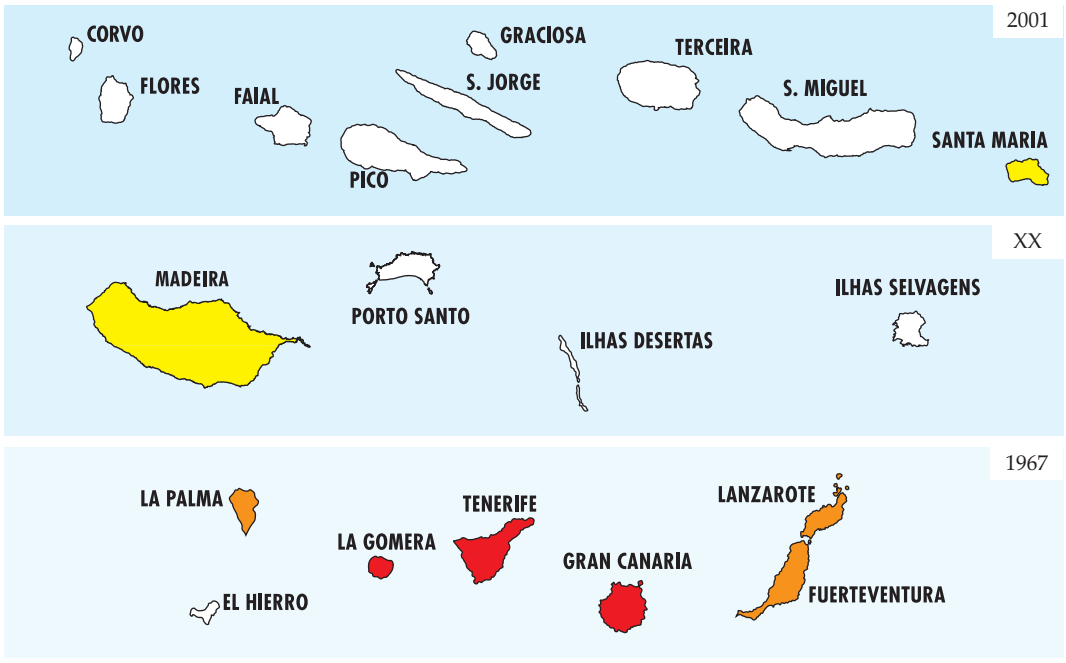 2001
CORVO
GRACIOSA
TERCEIRA
FLORES
S. JORGE
FAIAL
S. MIGUEL
SANTA MARIA
PICO
XX
MADEIRA
ILHAS SELVAGENS
PORTO SANTO
ILHAS DESERTAS
1967
LA PALMA
TENERIFE
LANZAROTE
LA GOMERA
GRAN CANARIA
EL HIERRO
FUERTEVENTURA